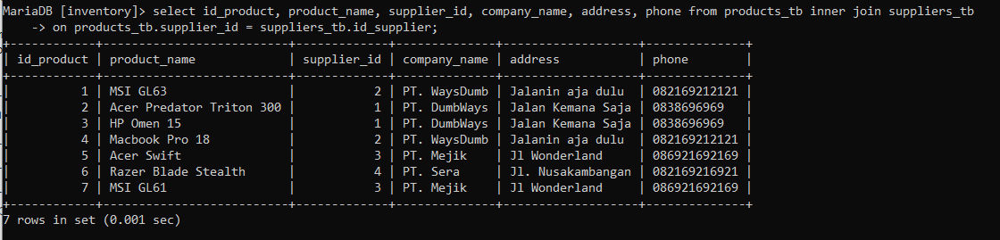 MariaDB [inventory]> select id_product, product_name, supplier_id, company_name, address, phone from products_tb inner join suppliers_tb
    -> on products_tb.supplier_id = suppliers_tb.id_supplier;
+------------+---------------------------+-------------+--------------+-------------------+--------------+
| id_product | product_name              | supplier_id | company_name | address           | phone        |
+------------+---------------------------+-------------+--------------+-------------------+--------------+
|          1 | MSI GL63                  |           2 | PT. WaysDumb | Jalanin aja dulu  | 082169212121 |
|          2 | Acer Predator Triton 300 |           1 | PT. DumbWays | Jalan Kemana Saja | 0838696969   |
|          3 | HP Omen 15                |           1 | PT. DumbWays | Jalan Kemana Saja | 0838696969   |
|          4 | Macbook Pro 18            |           2 | PT. WaysDumb | Jalanin aja dulu  | 082169212121 |
|          5 | Acer Swift                |           3 | PT. Mejik    | Jl Wonderland     | 086921692169 |
|          6 | Razer Blade Stealth       |           4 | PT. Sera     | Jl. Nusakambangan | 082169216921 |
|          7 | MSI GL61                  |           3 | PT. Mejik    | Jl Wonderland     | 086921692169 |
+------------+---------------------------+-------------+--------------+-------------------+--------------+
7 rows in set (0.001 sec)